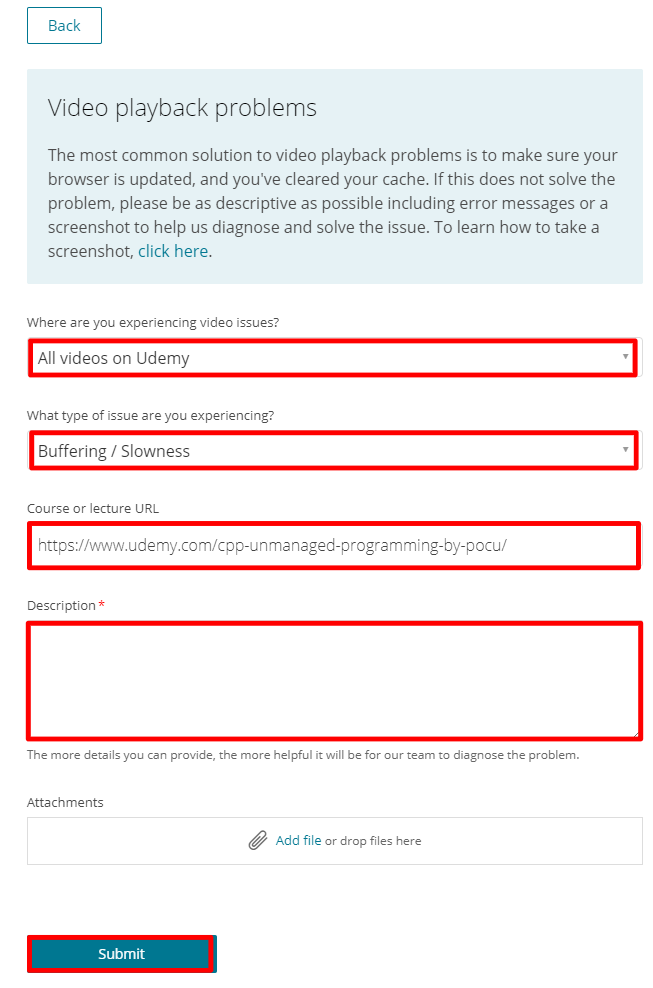 Back
Video playback problems
The most common solution to video playback problems is to make sure your
browser is updated, and you've cleared your cache. If this does not solve the
problem, please be as descriptive as possible including error messages or a
screenshot to help us diagnose and solve the issue. To learn how to take a
screenshot, click here.
Where are you experiencing video issues?
All videos on Udemy
What type of issue are you experiencing?
Buffering / Slowness
Course or lecture URL
https://www.udemy.com/cpp-unmanaged-programming-by-pocu/
Description *
The more details you can provide, the more helpful it will be for our team to diagnose the problem.
Attachments
Add file or drop files here
Submit